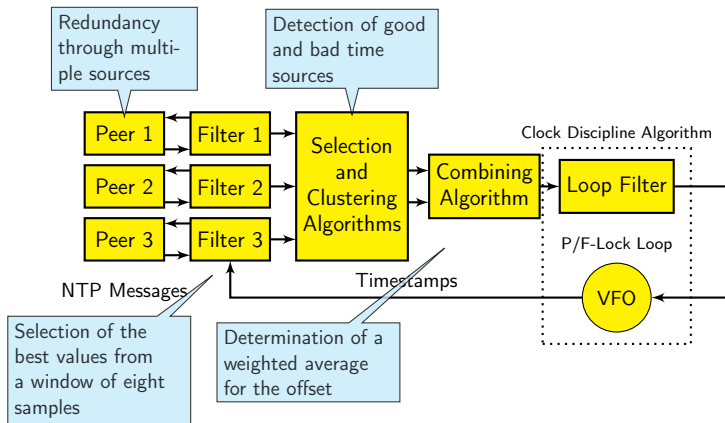 Redundancy
through multi-
ple sources
Detection of good
and bad time
sources
Peer 1
Filter 1
Peer 2
Filter 2
Peer 3
Filter 3
Selection
and
Clustering
Algorithms
Combining
Algorithm
Clock Discipline Algorithm
Loop Filter
P/F-Lock Loop
VFO
NTP Messages
Timestamps
Selection of the
best values from
a window of eight
samples
Determination of a
weighted average
for the offset